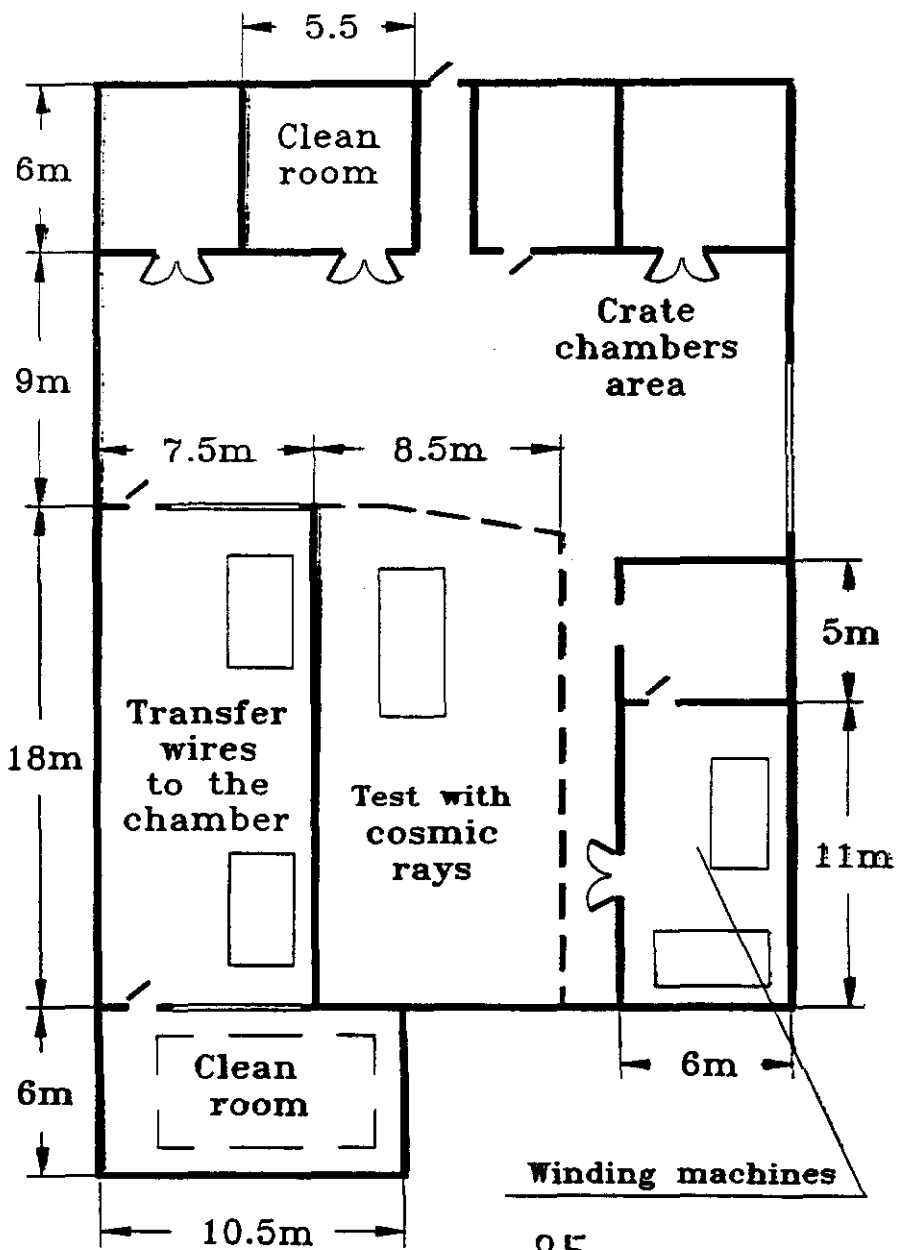 5.5
Clean
room
6m
Crate
chambers
area
9m
7.5m
8.5m
5m
Transfer
wires
to the
chamber
18m
Test with
cosmic
rays
11m
Clean
room
6m
6m
Winding machines
10.5m